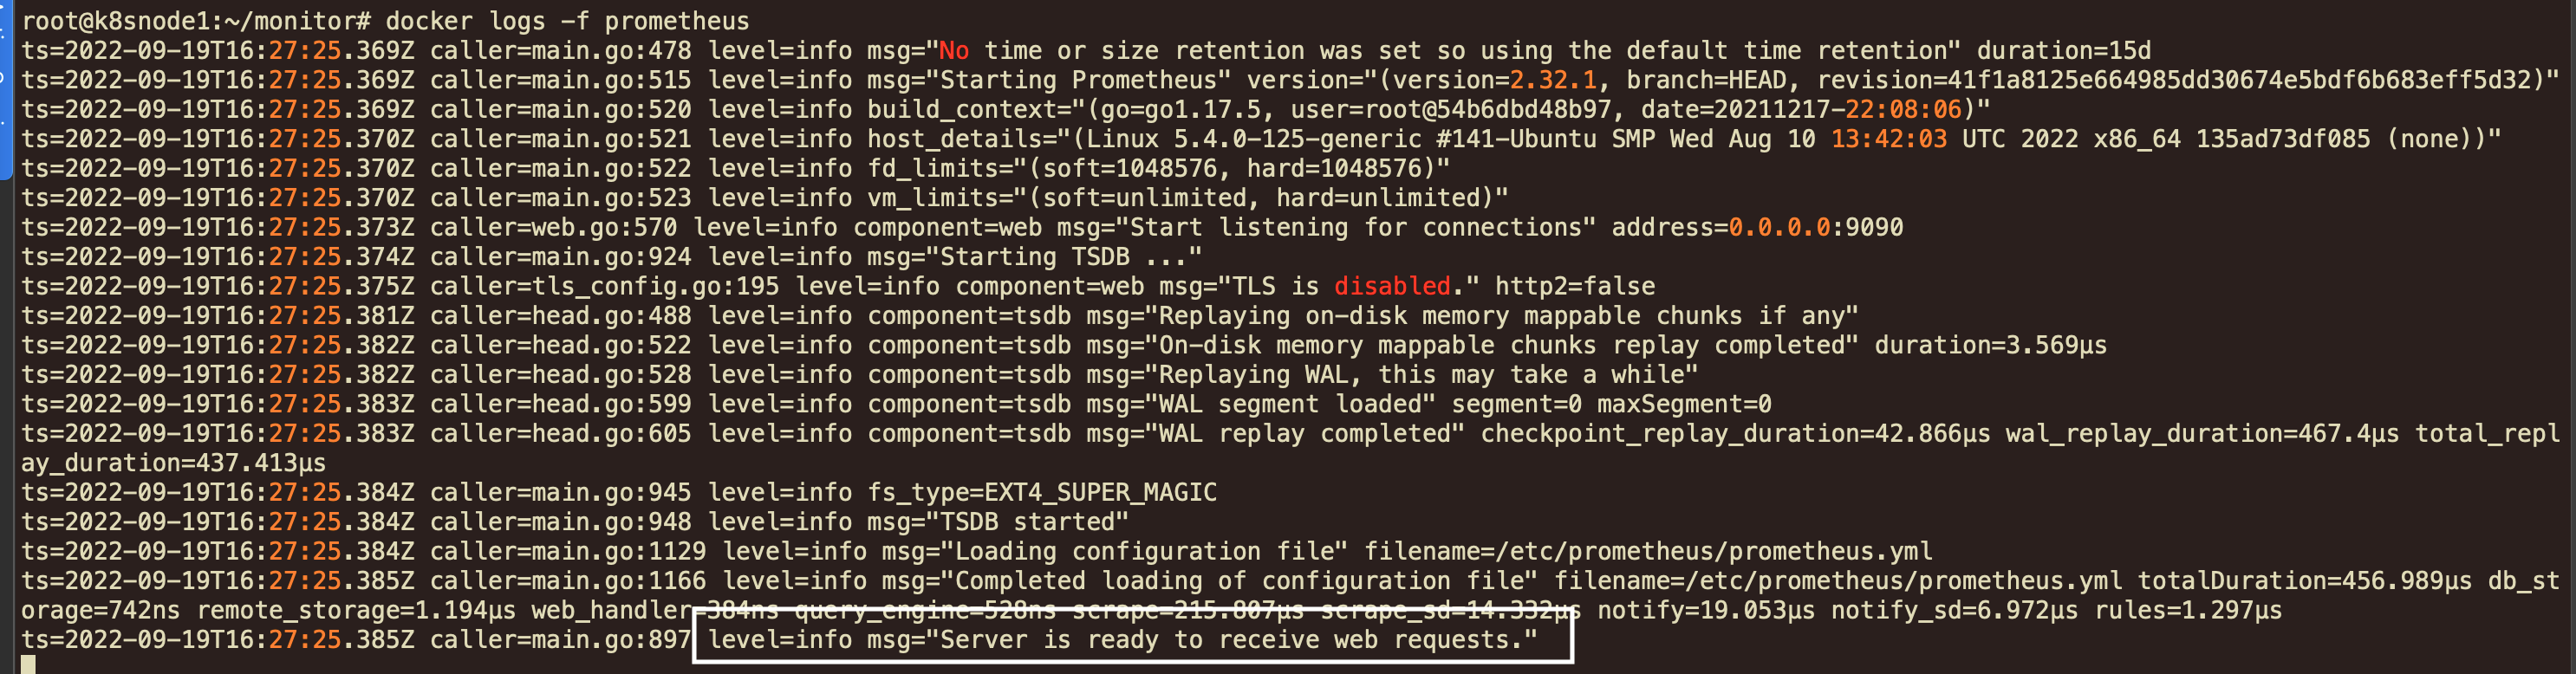 root@k8snode1:~/monitor# docker logs -f prometheus
ts=2022-09-19T16:27:25.369Z caller=main.go:478 level=info msg="No time or size retention was set so using the default time retention" duration=15d
ts=2022-09-19T16:27:25.369Z caller=main.go:515 level=info msg="Starting Prometheus" version="(version=2.32.1, branch=HEAD, revision=41f1a8125e664985dd30674e5bdf6b683eff5d32)"
ts=2022-09-19T16:27:25.369Z caller=main.go:520 level=info build_context="(go=go1.17.5, user=root@54b6dbd48b97, date=20211217-22:08:06)"
ts=2022-09-19T16:27:25.370Z caller=main.go:521 level=info host_details="(Linux 5.4.0-125-generic #141-Ubuntu SMP Wed Aug 10 13:42:03 UTC 2022 x86_64 135ad73df085 (none))"
ts=2022-09-19T16:27:25.370Z caller=main.go:522 level=info fd_limits="(soft=1048576, hard=1048576)"
ts=2022-09-19T16:27:25.370Z caller=main.go:523 level=info vm_limits="(soft=unlimited, hard=unlimited)"
ts=2022-09-19T16:27:25.373Z caller=web.go:570 level=info component=web msg="Start listening for connections" address=0.0.0.0:9090
ts=2022-09-19T16:27:25.374Z caller=main.go:924 level=info msg="Starting TSDB ..."
ts=2022-09-19T16:27:25.375Z caller=tls_config.go:195 level=info component=web msg="TLS is disabled." http2=false
ts=2022-09-19T16:27:25.381Z caller=head.go:488 level=info component=tsdb msg="Replaying on-disk memory mappable chunks if any"
ts=2022-09-19T16:27:25.382Z caller=head.go:522 level=info component=tsdb msg="On-disk memory mappable chunks replay completed" duration=3.569µs
ts=2022-09-19T16:27:25.382Z caller=head.go:528 level=info component=tsdb msg="Replaying WAL, this may take a while"
ts=2022-09-19T16:27:25.383Z caller=head.go:599 level=info component=tsdb msg="WAL segment loaded" segment=0 maxSegment=0
ts=2022-09-19T16:27:25.383Z caller=head.go:605 level=info component=tsdb msg="WAL replay completed" checkpoint_replay_duration=42.866µs wal_replay_duration=467.4µs total_repl
ay_duration=437.413µs
ts=2022-09-19T16:27:25.384Z caller=main.go:945 level=info fs_type=EXT4_SUPER_MAGIC
ts=2022-09-19T16:27:25.384Z caller=main.go:948 level=info msg="TSDB started"
ts=2022-09-19T16:27:25.384Z caller=main.go:1129 level=info msg="Loading configuration file" filename=/etc/prometheus/prometheus.yml
ts=2022-09-19T16:27:25.385Z caller=main.go:1166 level=info msg="Completed loading of configuration file" filename=/etc/prometheus/prometheus.yml totalDuration=456.989µs db_st
orage=742ns remote_storage=1.194µs web_handler=384ns query_engine=528ns scrape=215.807µs scrape_sd=14.332µs notify=19.053µs notify_sd=6.972µs rules=1.297µs
ts=2022-09-19T16:27:25.385Z caller=main.go:897 level=info msg="Server is ready to receive web requests."